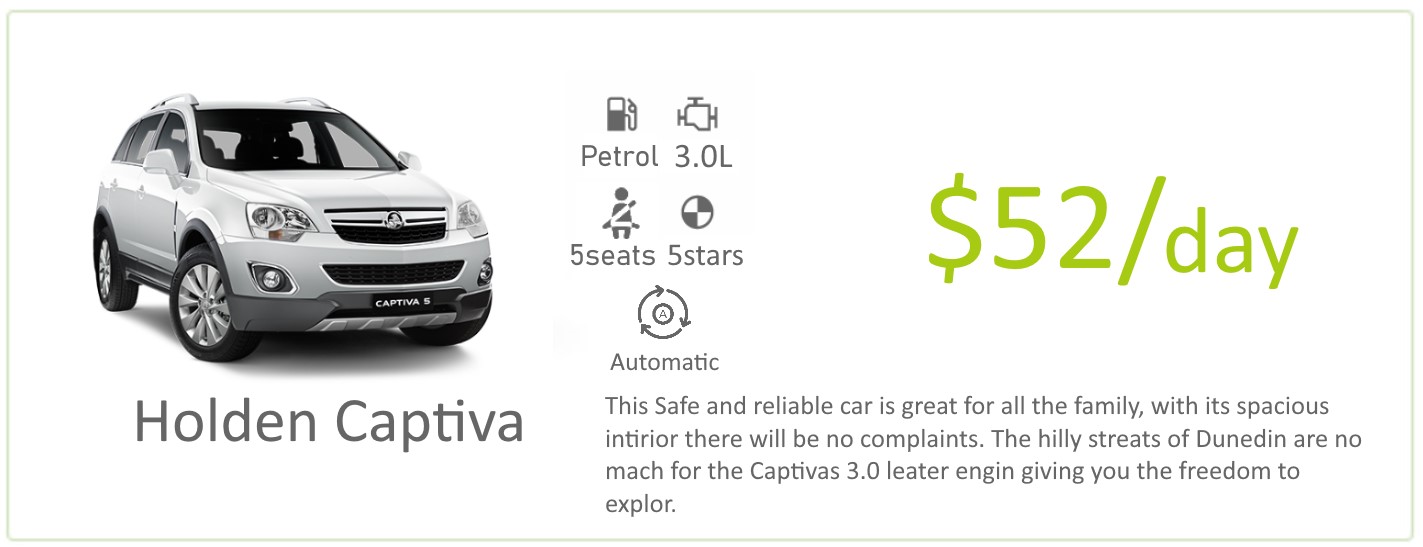 Petrol 3.0L
5seats 5stars
A
Automatic
$52/day
CAPTIVA 5
Holden Captiva
This Safe and reliable car is great for all the family, with its spacious
intirior there will be no complaints. The hilly streats of Dunedin are no
mach for the Captivas 3.0 leater engin giving you the freedom to
explor.